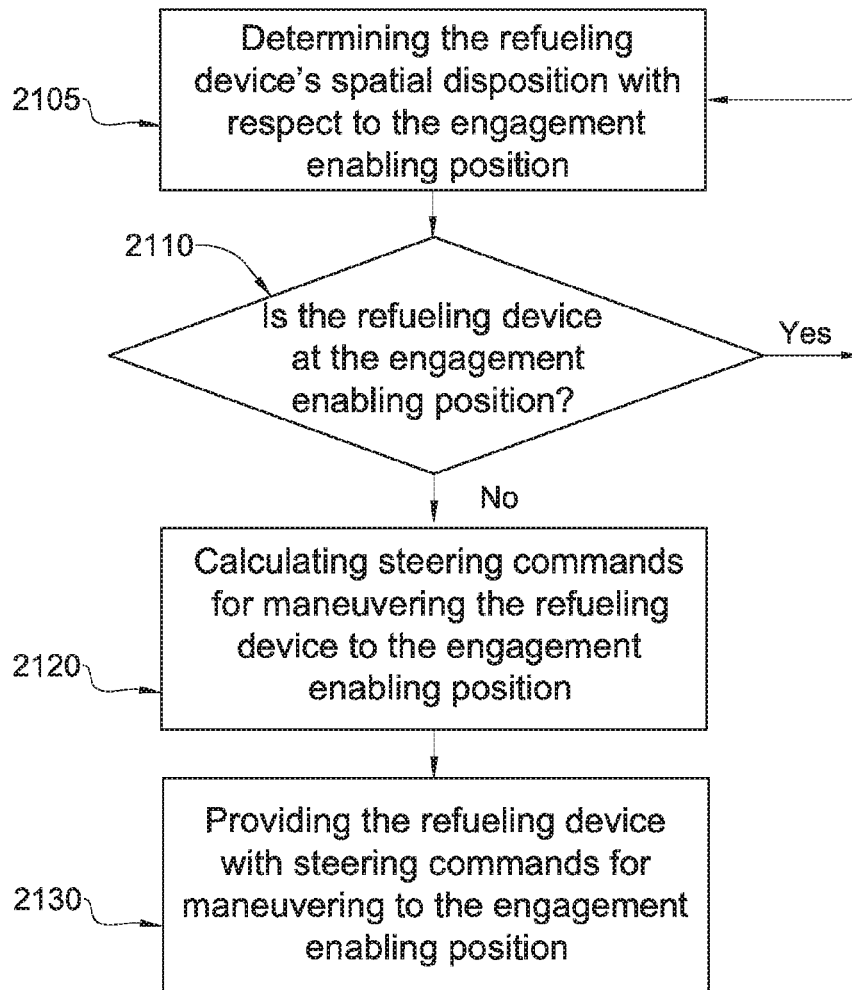 Determining the refueling
device's spatial disposition with
respect to the engagement
enabling position
2105
2110
Is the refueling device
at the engagement
enabling position?
Yes
No
Calculating steering commands
for maneuvering the refueling
device to the engagement
enabling position
2120
Providing the refueling device
with steering commands for
maneuvering to the engagement
enabling position
2130